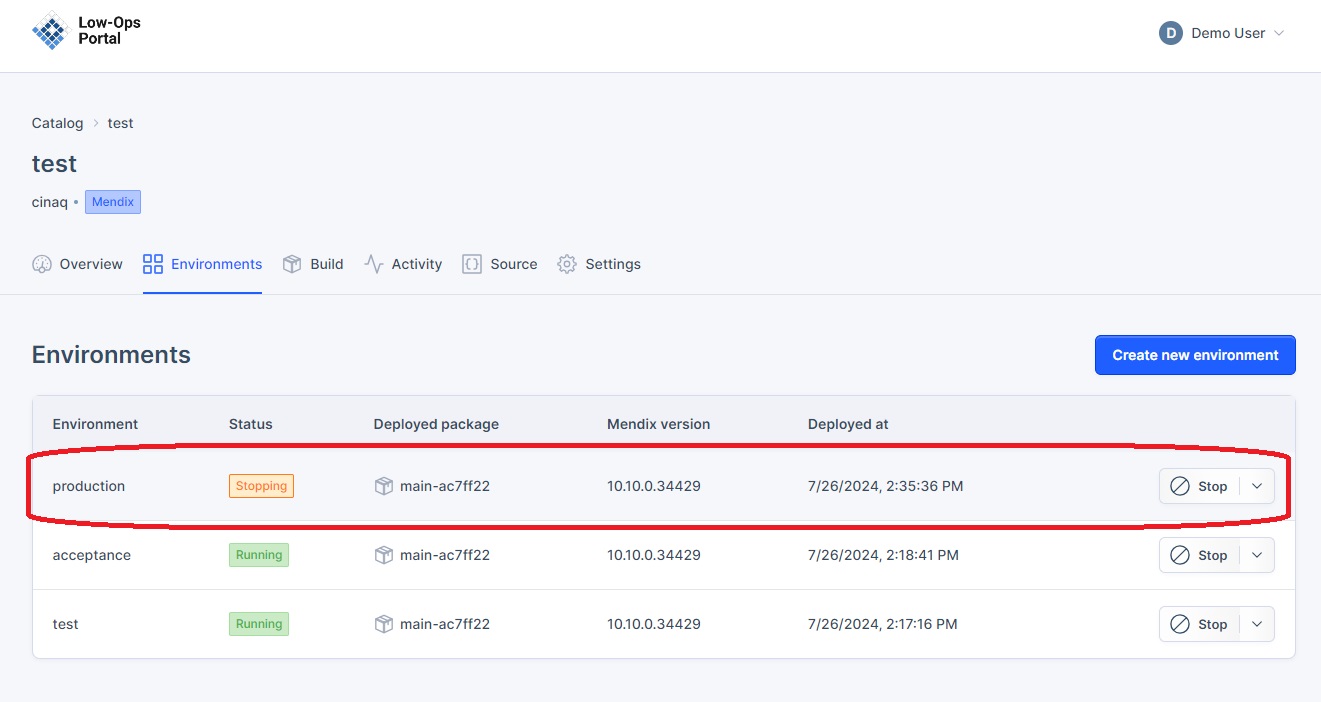 Low-Ops
Portal
D Demo User
Catalog > test
test
cinaq • Mendix
Overview Environments Build Activity Source Settings
Environments Create new environment
Environment Status Deployed package Mendix version Deployed at
production Stopping main-ac7ff22 10.10.0.34429 7/26/2024, 2:35:36 PM Stop
acceptance Running main-ac7ff22 10.10.0.34429 7/26/2024, 2:18:41 PM Stop
test Running main-ac7ff22 10.10.0.34429 7/26/2024, 2:17:16 PM Stop